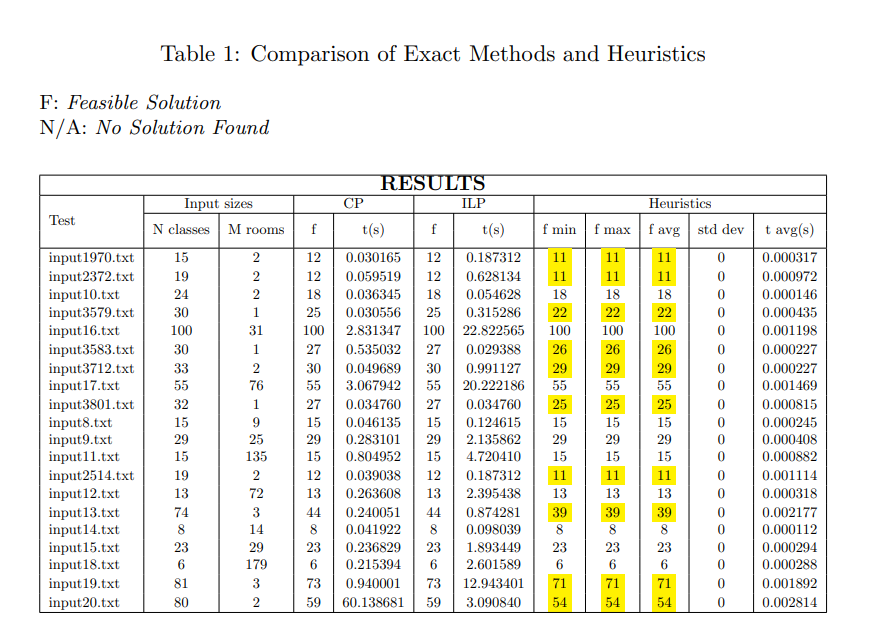 Table 1: Comparison of Exact Methods and Heuristics
F: Feasible Solution
N/A: No Solution Found
RESULTS
Test Input sizes CP ILP Heuristics
N classes M rooms f t(s) f t(s) f min f max f avg std dev t avg(s)
input1970.txt 15 2 12 0.030165 12 0.187312 11 11 11 0 0.000317
input2372.txt 19 2 12 0.059519 12 0.628134 11 11 11 0 0.000972
input10.txt 24 2 18 0.036345 18 0.054628 18 18 18 0 0.000146
input3579.txt 30 1 25 0.030556 25 0.315286 22 22 22 0 0.000435
input16.txt 100 31 100 2.831347 100 22.822565 100 100 100 0 0.001198
input3583.txt 30 1 27 0.535032 27 0.029388 26 26 26 0 0.000227
input3712.txt 33 2 30 0.049689 30 0.991127 29 29 29 0 0.000227
input17.txt 55 76 55 3.067942 55 20.222186 55 55 55 0 0.001469
input3801.txt 32 1 27 0.034760 27 0.034760 25 25 25 0 0.000815
input8.txt 15 9 15 0.046135 15 0.124615 15 15 15 0 0.000245
input9.txt 29 25 29 0.283101 29 2.135862 29 29 29 0 0.000408
input11.txt 15 135 15 0.804952 15 4.720410 15 15 15 0 0.000882
input2514.txt 19 2 12 0.039038 12 0.187312 11 11 11 0 0.001114
input12.txt 13 72 13 0.263608 13 2.395438 13 13 13 0 0.000318
input13.txt 74 3 44 0.240051 44 0.874281 39 39 39 0 0.002177
input14.txt 8 14 8 0.041922 8 0.098039 8 8 8 0 0.000112
input15.txt 23 29 23 0.236829 23 1.893449 23 23 23 0 0.000294
input18.txt 6 179 6 0.215394 6 2.601589 6 6 6 0 0.000288
input19.txt 81 3 73 0.940001 73 12.943401 71 71 71 0 0.001892
input20.txt 80 2 59 60.138681 59 3.090840 54 54 54 0 0.002814